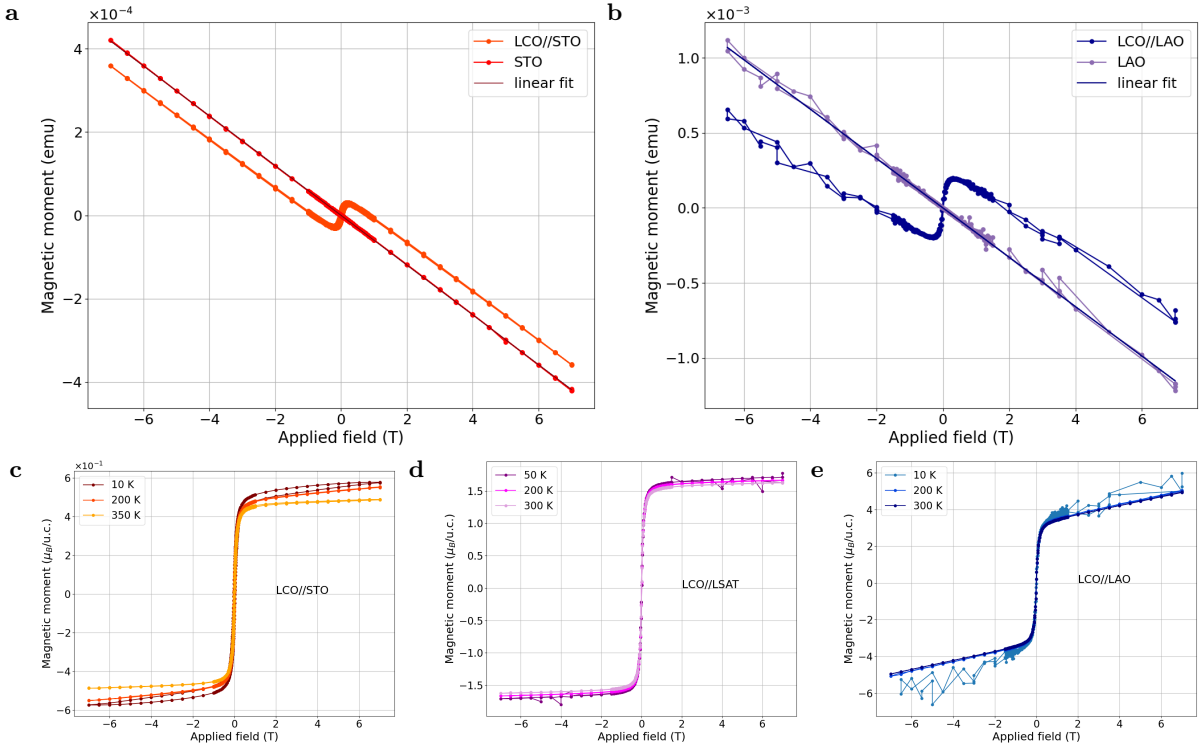 a
×10⁻⁴
LCO//STO
STO
linear fit
4
2
0
−2
−4
Magnetic moment (emu)
−6 −4 −2 0 2 4 6
Applied field (T)
b
×10⁻³
LCO//LAO
LAO
linear fit
1.0
0.5
0.0
−0.5
−1.0
Magnetic moment (emu)
−6 −4 −2 0 2 4 6
Applied field (T)
c
×10⁻¹
10 K
200 K
350 K
6
4
2
0
−2
−4
−6
Magnetic moment (μB/u.c.)
LCO//STO
−6 −4 −2 0 2 4 6
Applied field (T)
d
50 K
200 K
300 K
1.5
1.0
0.5
0.0
−0.5
−1.0
−1.5
Magnetic moment (μB/u.c.)
LCO//LSAT
−6 −4 −2 0 2 4 6
Applied field (T)
e
10 K
200 K
300 K
6
4
2
0
−2
−4
−6
Magnetic moment (μB/u.c.)
LCO//LAO
−6 −4 −2 0 2 4 6
Applied field (T)